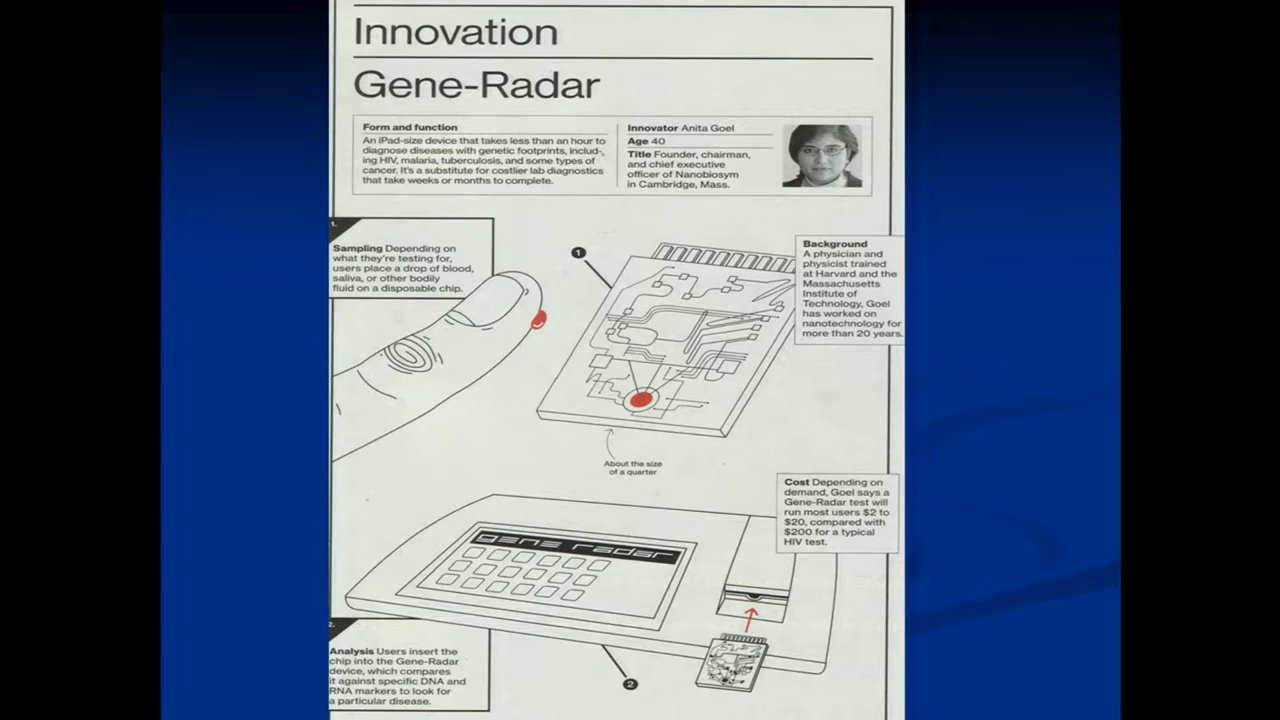 Innovation
Gene-Radar
Form and function
An iPad-size device that takes less than an hour to
diagnose diseases with genetic footprints, includ-
ing HIV, malaria, tuberculosis, and some types of
cancer. It's a substitute for costlier lab diagnostics
that take weeks or months to complete.
Innovator Anita Goel
Age 40
Title Founder, chairman,
and chief executive
officer of Nanobiosym
in Cambridge, Mass.
1.
Sampling Depending on
what they're testing for,
users place a drop of blood,
saliva, or other bodily
fluid on a disposable chip.
1
Background
A physician and
physicist trained
at Harvard and the
Massachusetts
Institute of
Technology, Goel
has worked on
nanotechnology for
more than 20 years.
About the size
of a quarter
Cost Depending on
demand, Goel says a
Gene-Radar test will
run most users $2 to
$20, compared with
$200 for a typical
HIV test.
gene radar
2.
Analysis Users insert the
chip into the Gene-Radar
device, which compares
it against specific DNA and
RNA markers to look for
a particular disease.
2